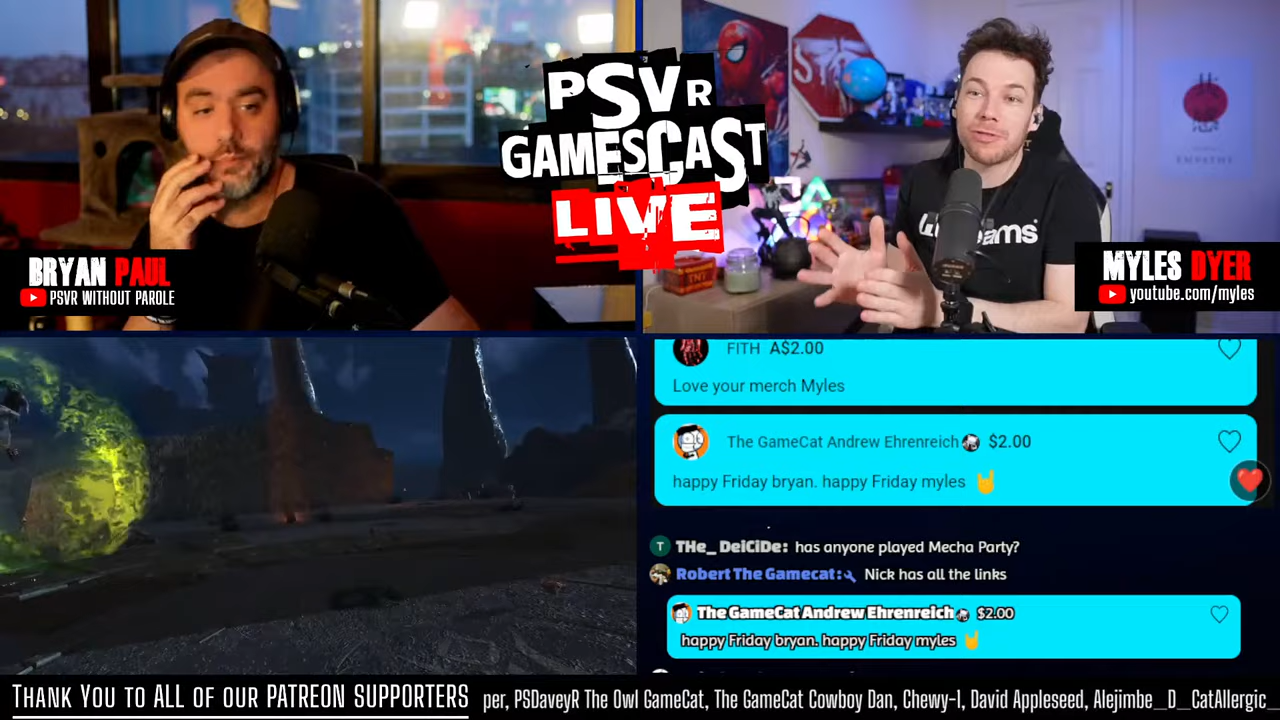 PSVR
GAMESCAST
LIVE
BRYAN PAUL
PSVR WITHOUT PAROLE
MYLES DYER
youtube.com/myles
EMPATHY
TNT
FITH A$2.00
Love your merch Myles
The GameCat Andrew Ehrenreich $2.00
happy Friday bryan. happy Friday myles 🤘
T THe_DeiCiDe: has anyone played Mecha Party?
Robert The Gamecat: Nick has all the links
The GameCat Andrew Ehrenreich $2.00
happy Friday bryan. happy Friday myles 🤘
THANK YOU TO ALL OF OUR PATREON SUPPORTERS
per, PSDaveyR The Owl GameCat, The GameCat Cowboy Dan, Chewy-1, David Appleseed, Alejimbe_D_CatAllergic_